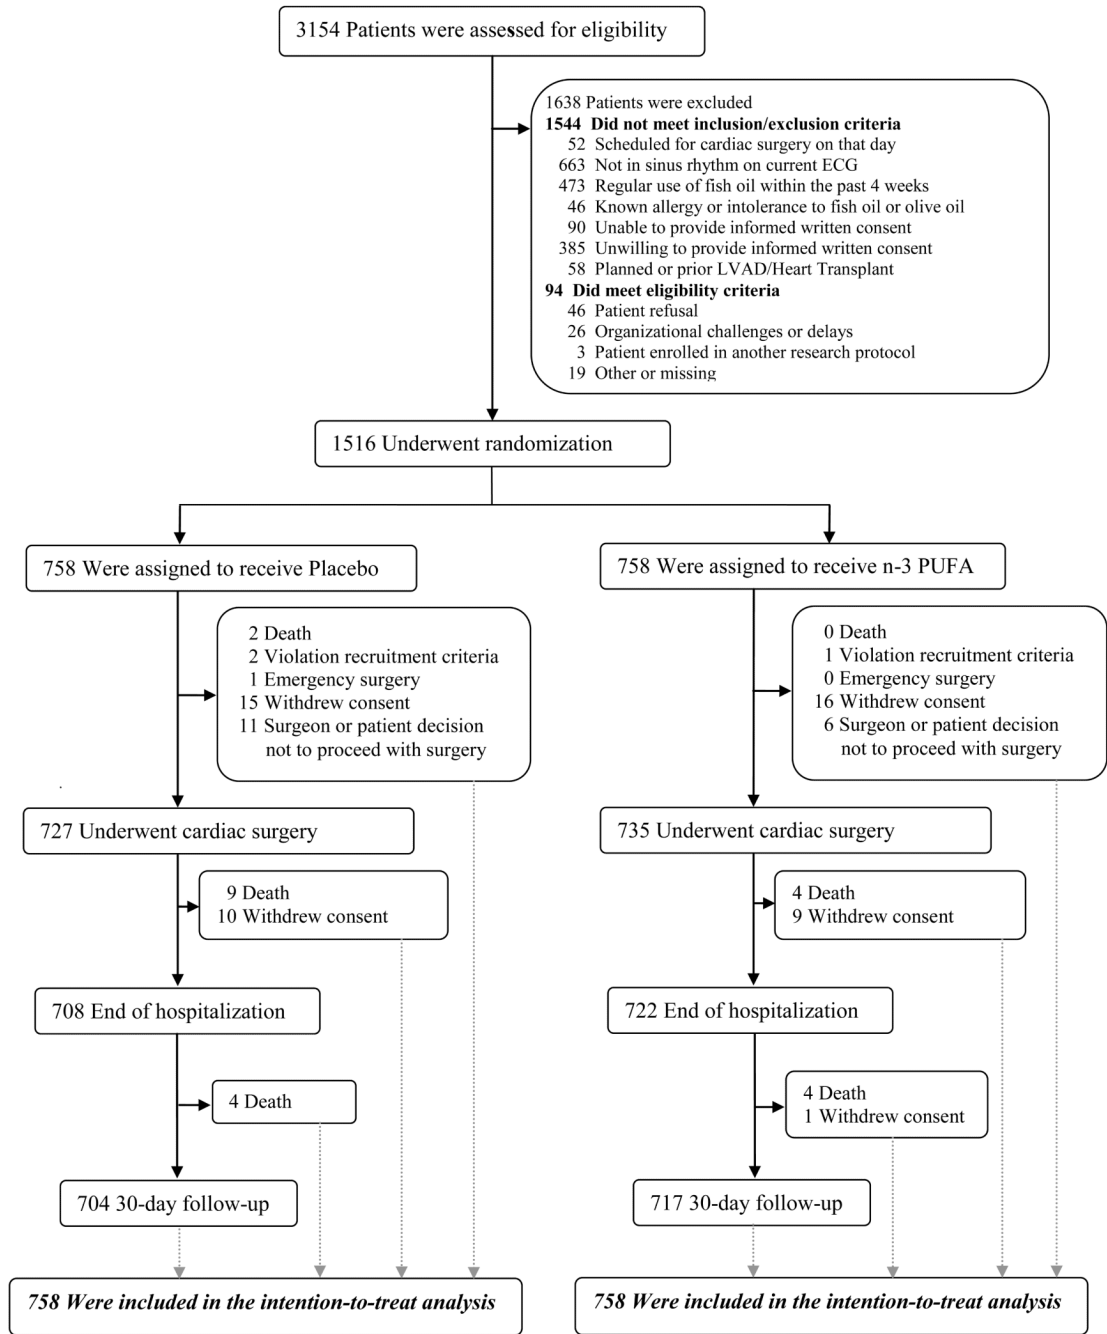 3154 Patients were assessed for eligibility
1638 Patients were excluded
1544 Did not meet inclusion/exclusion criteria
52 Scheduled for cardiac surgery on that day
663 Not in sinus rhythm on current ECG
473 Regular use of fish oil within the past 4 weeks
46 Known allergy or intolerance to fish oil or olive oil
90 Unable to provide informed written consent
385 Unwilling to provide informed written consent
58 Planned or prior LVAD/Heart Transplant
94 Did meet eligibility criteria
46 Patient refusal
26 Organizational challenges or delays
3 Patient enrolled in another research protocol
19 Other or missing
1516 Underwent randomization
758 Were assigned to receive Placebo
2 Death
2 Violation recruitment criteria
1 Emergency surgery
15 Withdrew consent
11 Surgeon or patient decision
not to proceed with surgery
727 Underwent cardiac surgery
9 Death
10 Withdrew consent
708 End of hospitalization
4 Death
704 30-day follow-up
758 Were included in the intention-to-treat analysis
758 Were assigned to receive n-3 PUFA
0 Death
1 Violation recruitment criteria
0 Emergency surgery
16 Withdrew consent
6 Surgeon or patient decision
not to proceed with surgery
735 Underwent cardiac surgery
4 Death
9 Withdrew consent
722 End of hospitalization
4 Death
1 Withdrew consent
717 30-day follow-up
758 Were included in the intention-to-treat analysis